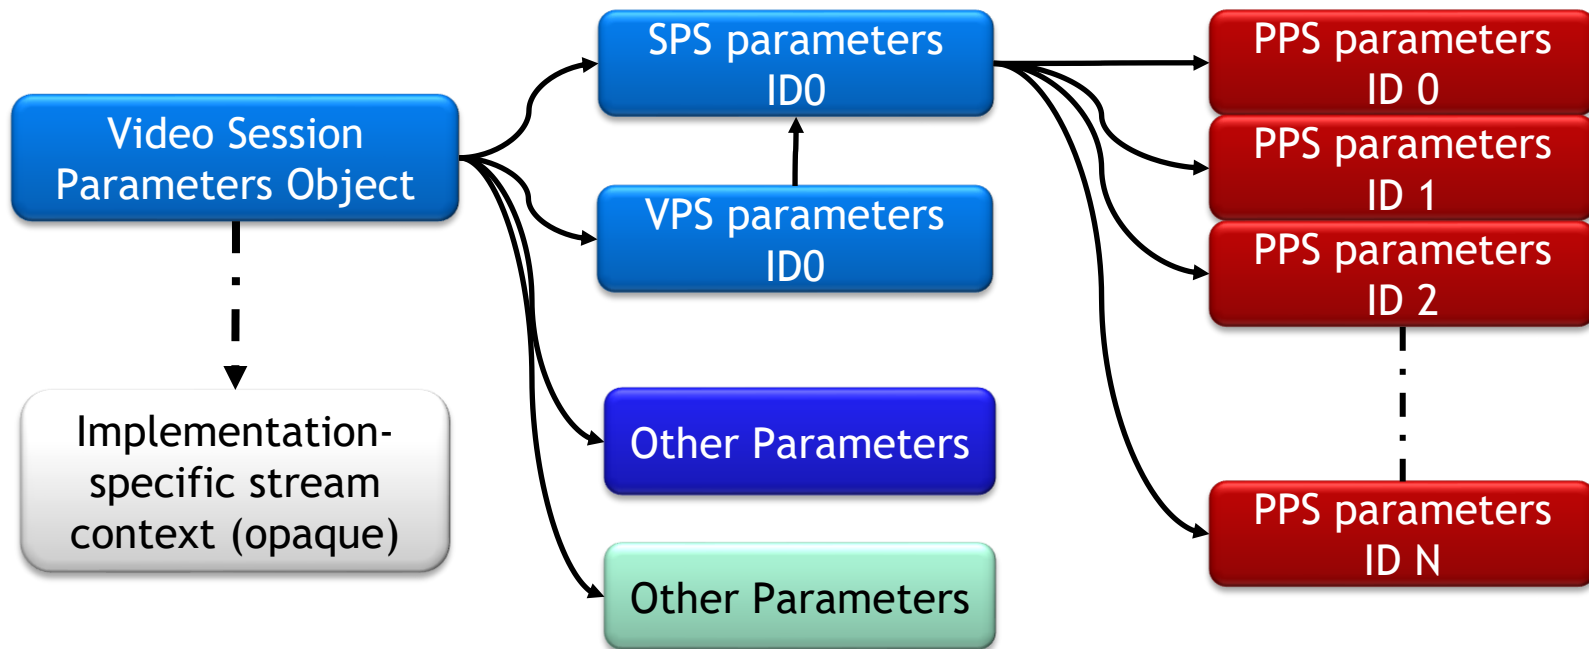 Video Session
Parameters Object
Implementation-
specific stream
context (opaque)
SPS parameters
ID0
VPS parameters
ID0
Other Parameters
Other Parameters
PPS parameters
ID 0
PPS parameters
ID 1
PPS parameters
ID 2
PPS parameters
ID N